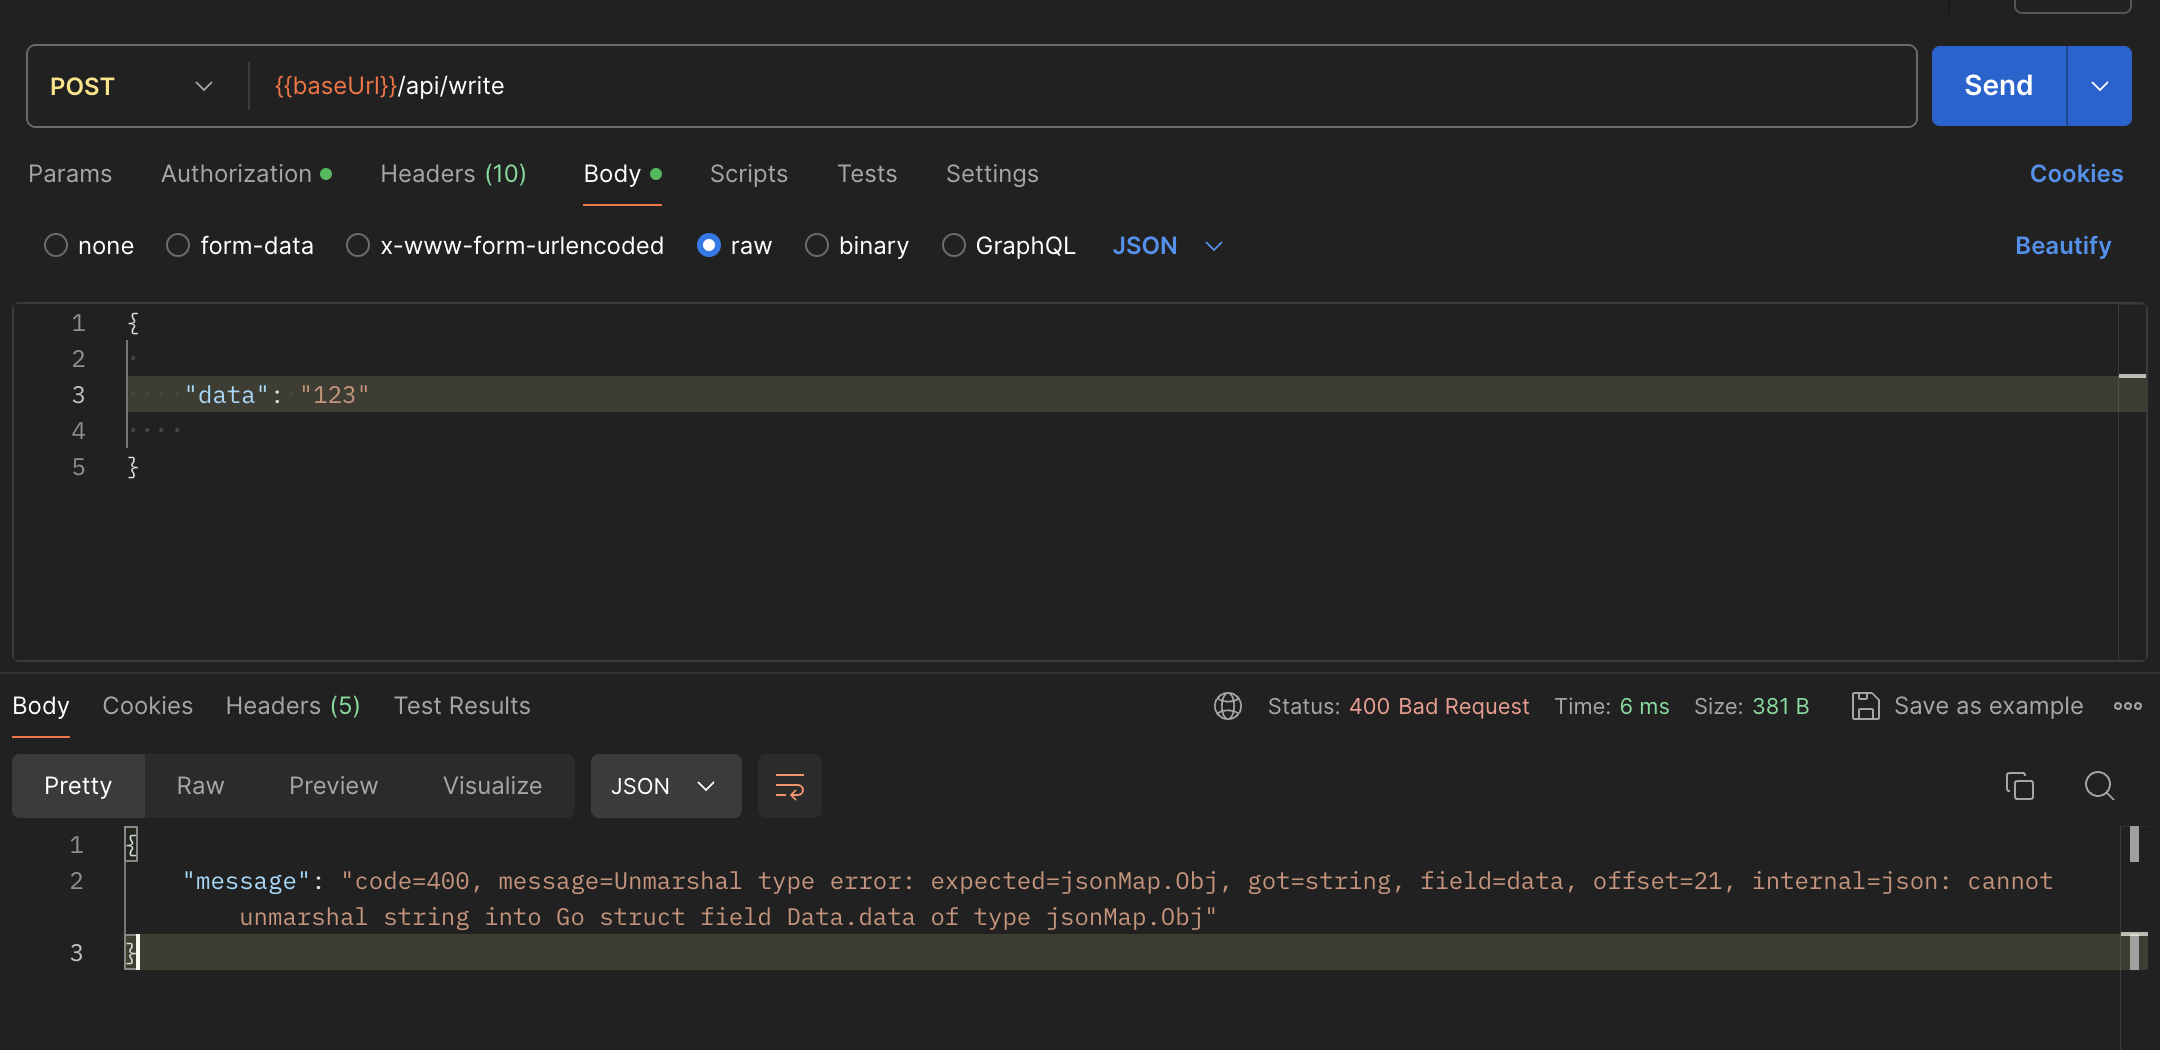 POST {{baseUrl}}/api/write Send
Params Authorization Headers (10) Body Scripts Tests Settings Cookies
none form-data x-www-form-urlencoded raw binary GraphQL JSON Beautify
1 {
2
3 "data": "123"
4
5 }
Body Cookies Headers (5) Test Results Status: 400 Bad Request Time: 6 ms Size: 381 B Save as example
Pretty Raw Preview Visualize JSON
1 {
2 "message": "code=400, message=Unmarshal type error: expected=jsonMap.Obj, got=string, field=data, offset=21, internal=json: cannot
unmarshal string into Go struct field Data.data of type jsonMap.Obj"
3 }